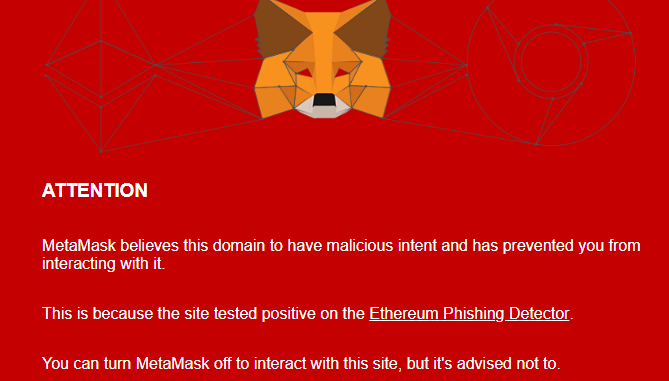 ATTENTION
MetaMask believes this domain to have malicious intent and has prevented you from
interacting with it.
This is because the site tested positive on the Ethereum Phishing Detector.
You can turn MetaMask off to interact with this site, but it's advised not to.